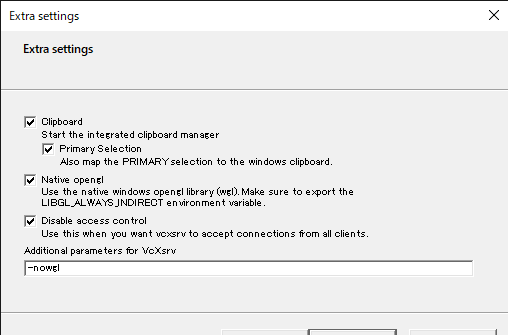 Extra settings
Extra settings
Clipboard
Start the integrated clipboard manager
Primary Selection
Also map the PRIMARY selection to the windows clipboard.
Native opengl
Use the native windows opengl library (wgl). Make sure to export the
LIBGL_ALWAYS_INDIRECT environment variable.
Disable access control
Use this when you want vcxsrv to accept connections from all clients.
Additional parameters for VcXsrv
-nowgl